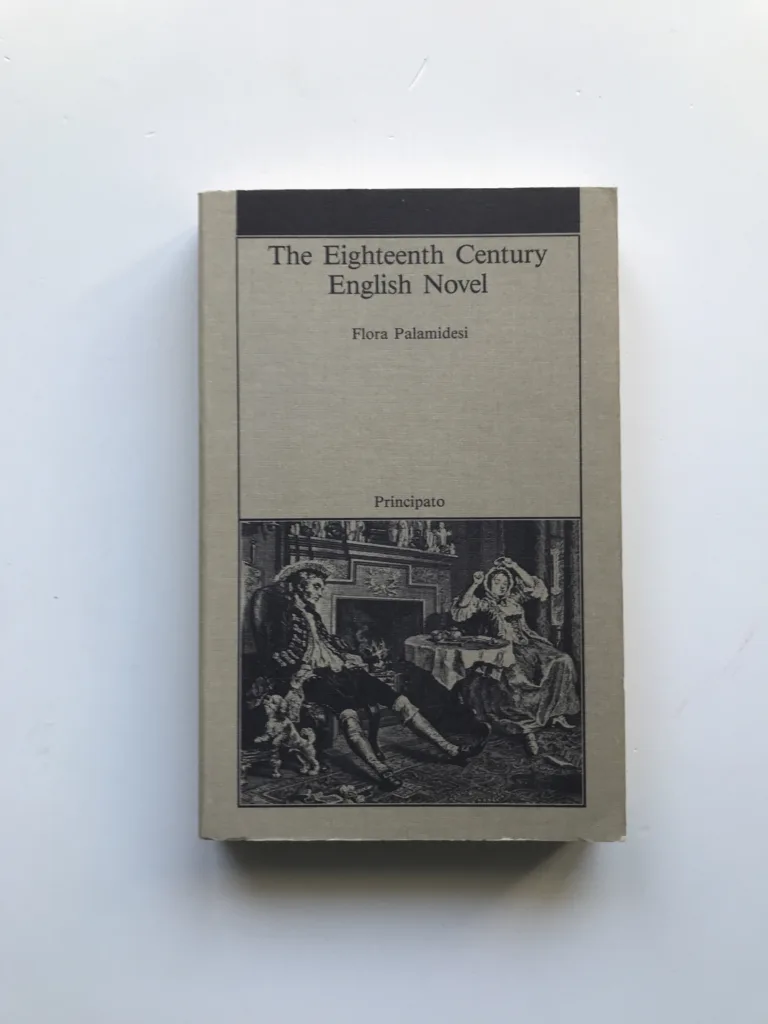 The Eighteenth Century
English Novel
Flora Palamidesi
Principato